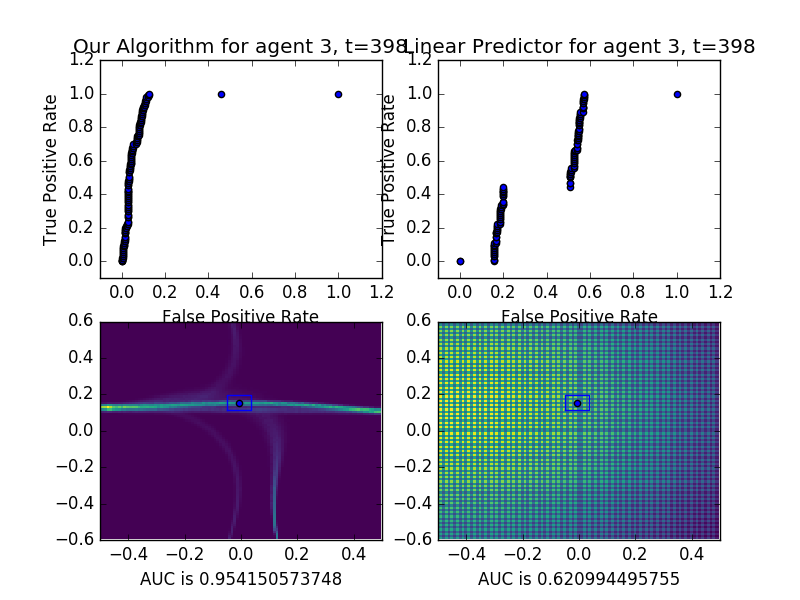 Our Algorithm for agent 3, t=398
Linear Predictor for agent 3, t=398
True Positive Rate
1.2
1.0
0.8
0.6
0.4
0.2
0.0
0.0 0.2 0.4 0.6 0.8 1.0 1.2
False Positive Rate
True Positive Rate
1.2
1.0
0.8
0.6
0.4
0.2
0.0
0.0 0.2 0.4 0.6 0.8 1.0 1.2
False Positive Rate
0.6
0.4
0.2
0.0
−0.2
−0.4
−0.6
−0.4 −0.2 0.0 0.2 0.4
AUC is 0.954150573748
0.6
0.4
0.2
0.0
−0.2
−0.4
−0.6
−0.4 −0.2 0.0 0.2 0.4
AUC is 0.620994495755